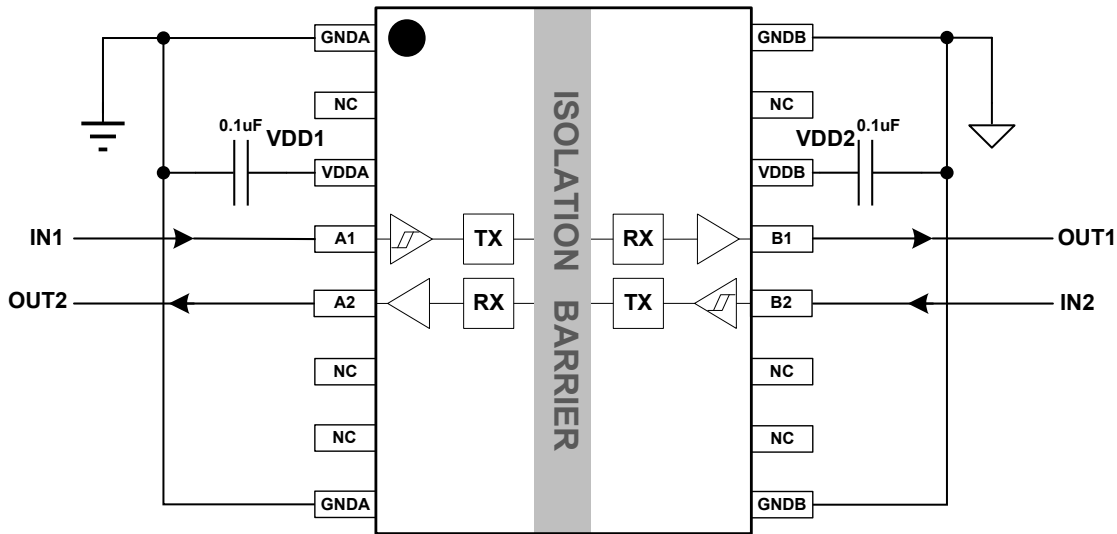 GNDA
GNDB
NC
NC
0.1uF
VDD1
VDDA
VDD2
0.1uF
VDDB
IN1
A1
TX
RX
B1
OUT1
OUT2
A2
RX
TX
B2
IN2
NC
NC
NC
NC
GNDA
GNDB
ISOLATION BARRIER